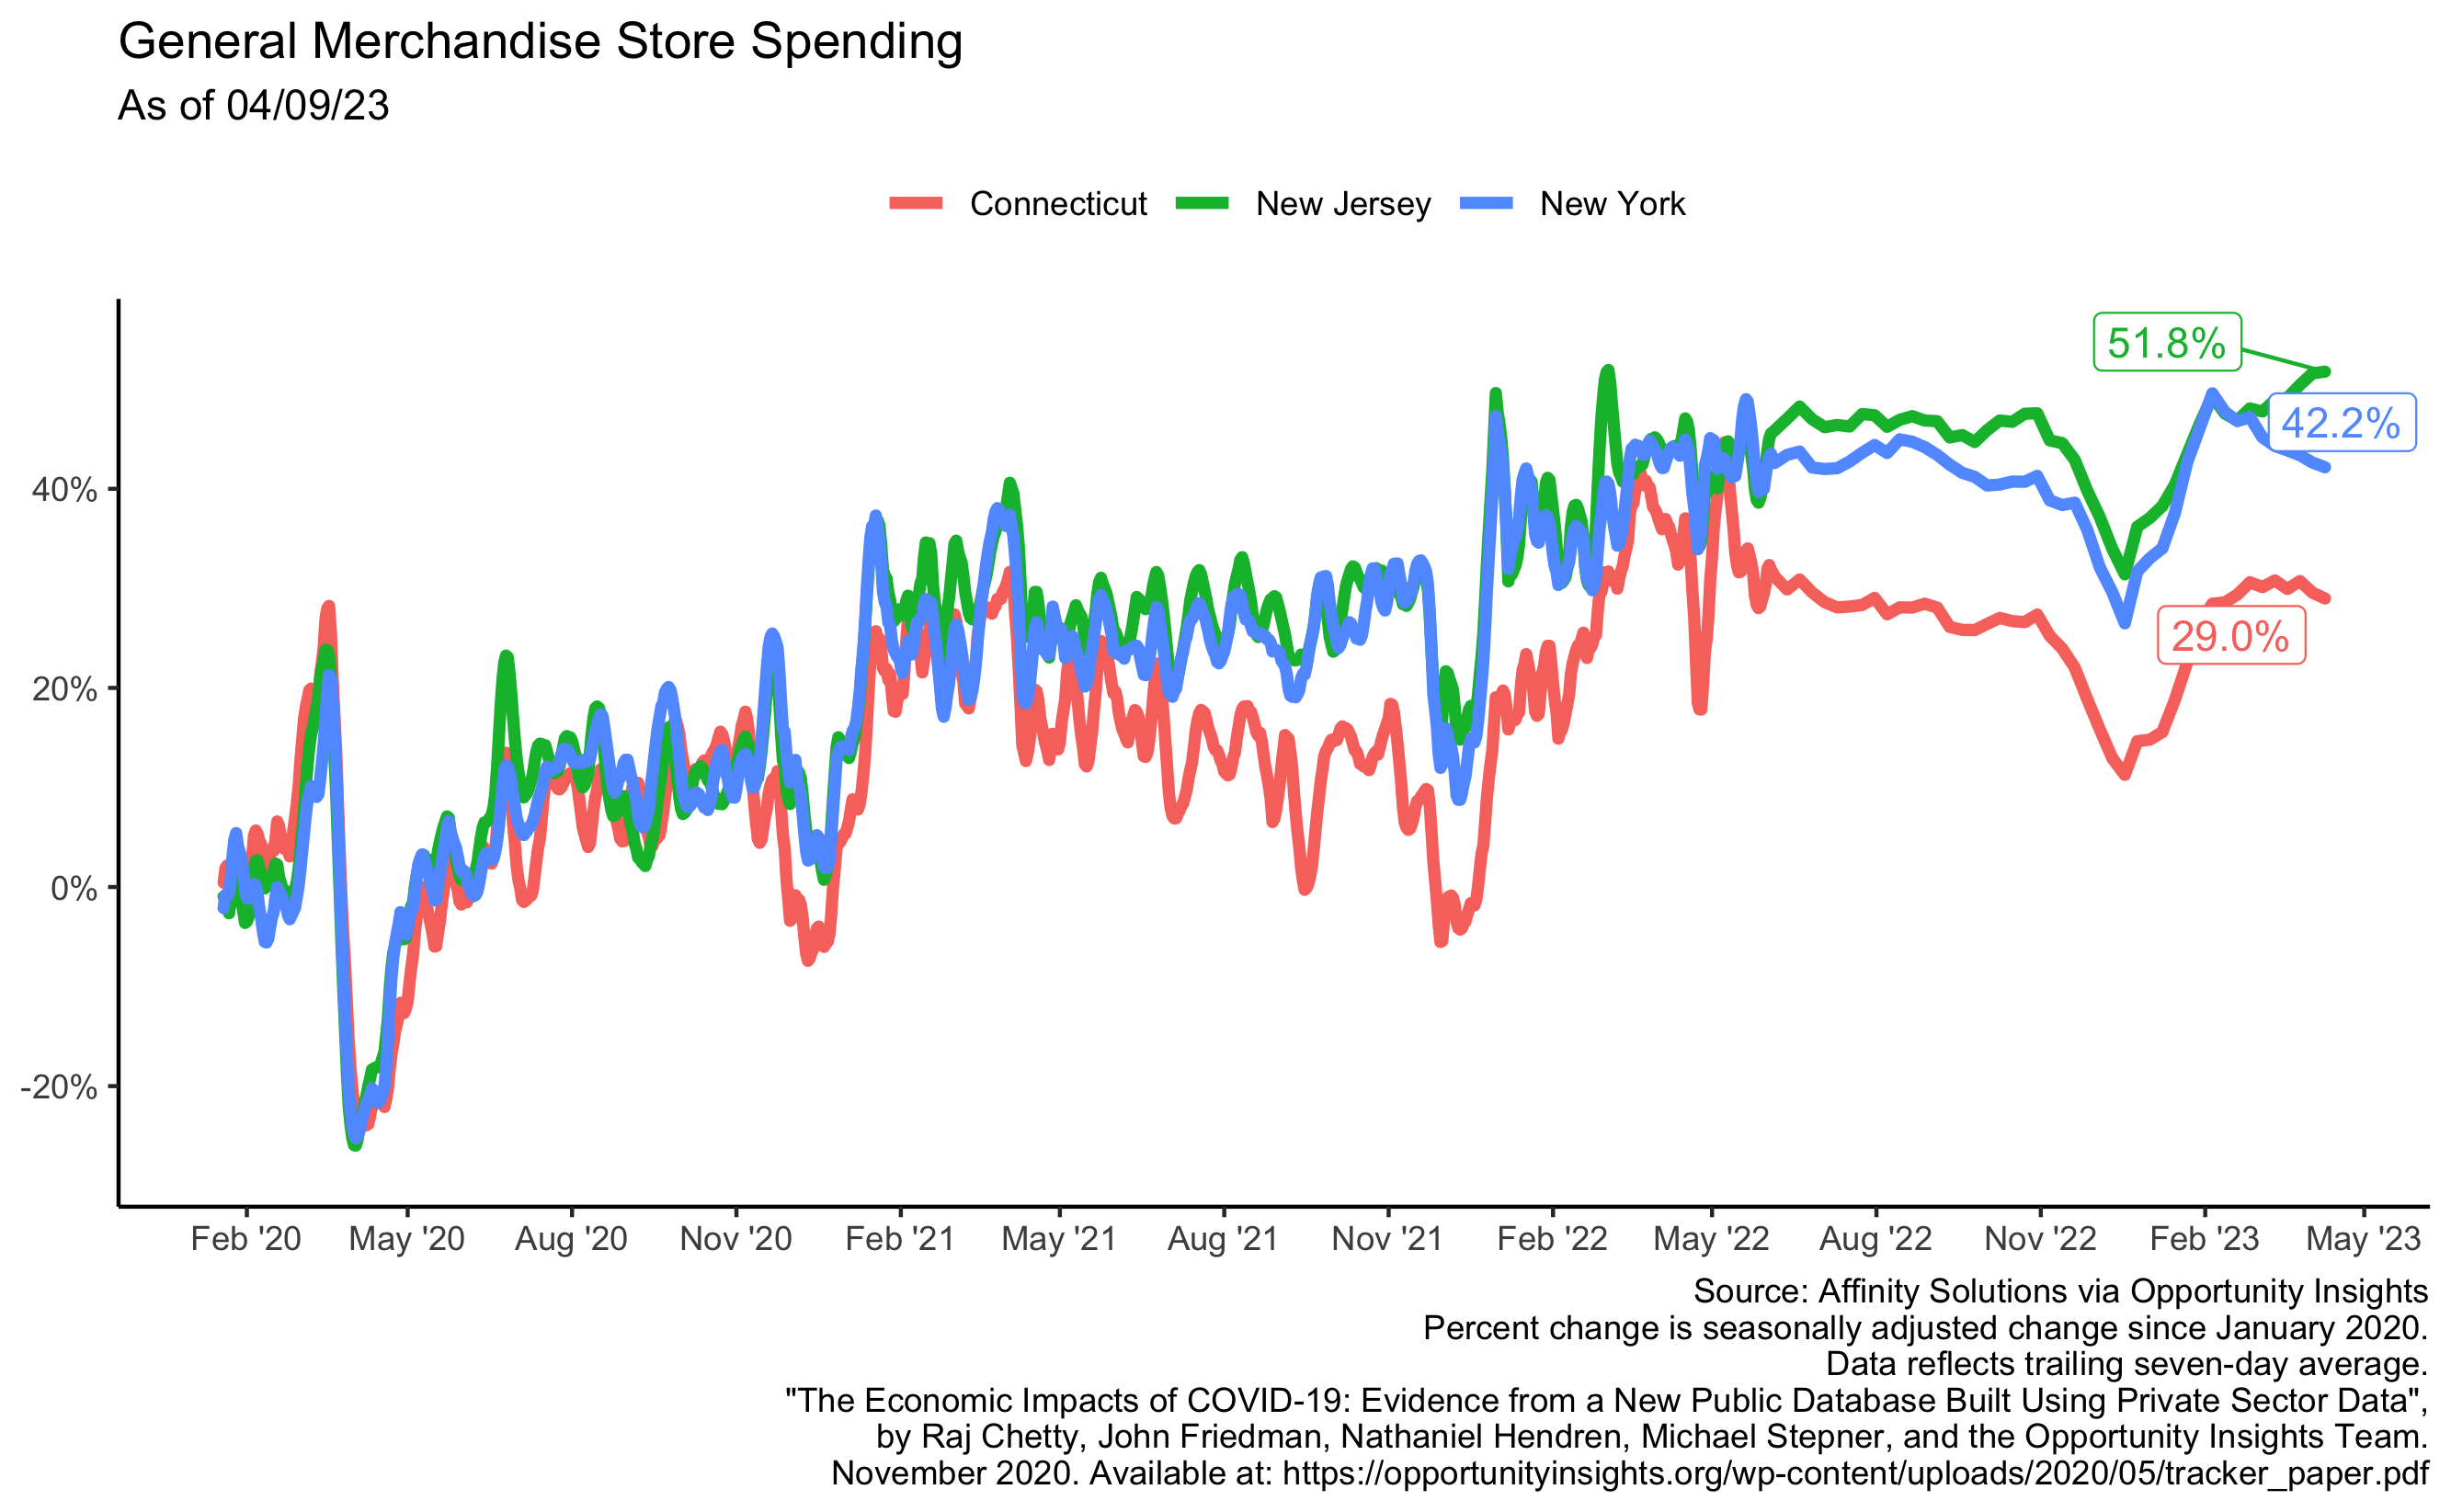 General Merchandise Store Spending
As of 04/09/23
Connecticut New Jersey New York
51.8%
42.2%
29.0%
40%
20%
0%
-20%
Feb '20 May '20 Aug '20 Nov '20 Feb '21 May '21 Aug '21 Nov '21 Feb '22 May '22 Aug '22 Nov '22 Feb '23 May '23
Source: Affinity Solutions via Opportunity Insights
Percent change is seasonally adjusted change since January 2020.
Data reflects trailing seven-day average.
"The Economic Impacts of COVID-19: Evidence from a New Public Database Built Using Private Sector Data",
by Raj Chetty, John Friedman, Nathaniel Hendren, Michael Stepner, and the Opportunity Insights Team.
November 2020. Available at: https://opportunityinsights.org/wp-content/uploads/2020/05/tracker_paper.pdf